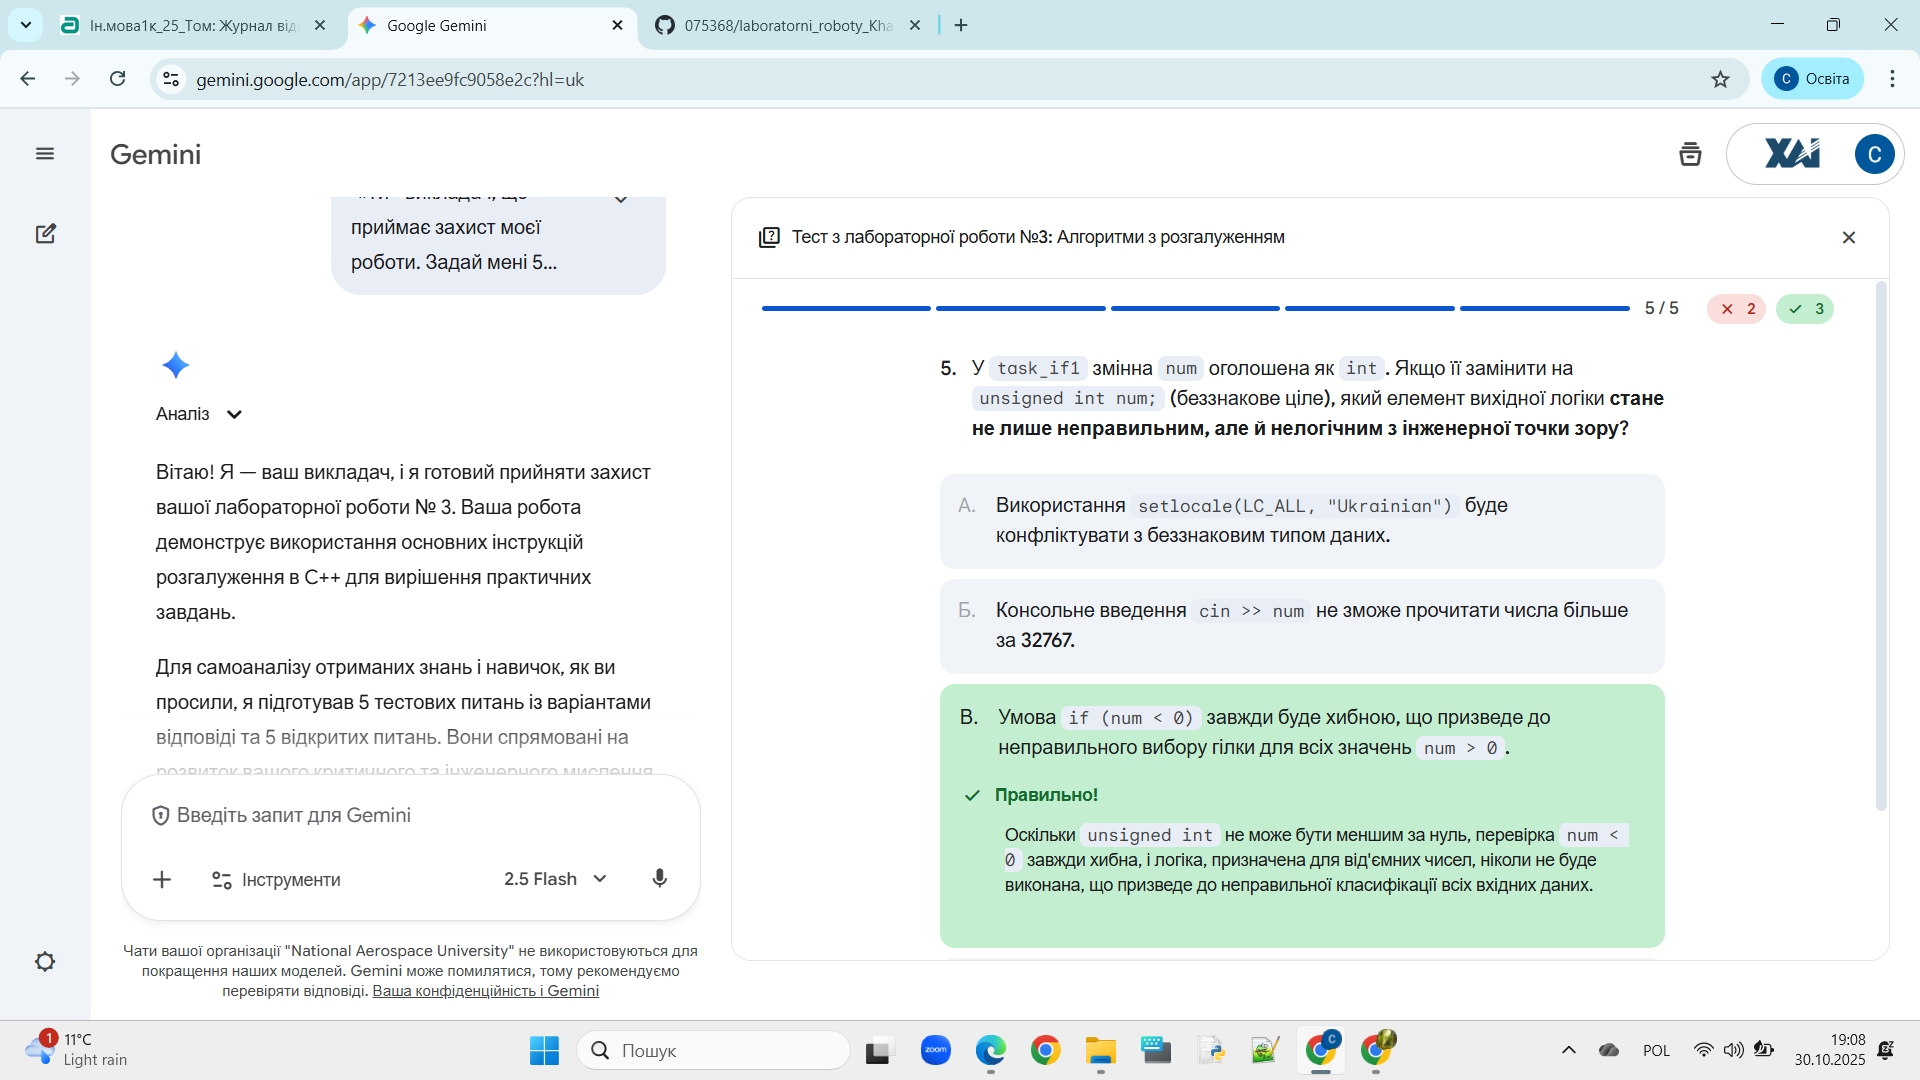 Ін.мова1к_25_Том: Журнал від
Google Gemini
075368/laboratorni_roboty_Kha
gemini.google.com/app/7213ee9fc9058e2c?hl=uk
С Освіта
Gemini
XAI
C
приймає захист моєї
роботи. Задай мені 5...
Аналіз
Вітаю! Я — ваш викладач, і я готовий прийняти захист
вашої лабораторної роботи № 3. Ваша робота
демонструє використання основних інструкцій
розгалуження в C++ для вирішення практичних
завдань.
Для самоаналізу отриманих знань і навичок, як ви
просили, я підготував 5 тестових питань із варіантами
відповіді та 5 відкритих питань. Вони спрямовані на
розвиток вашого критичного та інженерного мислення
Введіть запит для Gemini
Інструменти
2.5 Flash
Чати вашої організації "National Aerospace University" не використовуються для
покращення наших моделей. Gemini може помилятися, тому рекомендуємо
перевіряти відповіді. Ваша конфіденційність і Gemini
Тест з лабораторної роботи №3: Алгоритми з розгалуженням
5 / 5
2
3
5. У task_if1 змінна num оголошена як int . Якщо її замінити на
unsigned int num; (беззнакове ціле), який елемент вихідної логіки стане
не лише неправильним, але й нелогічним з інженерної точки зору?
А. Використання setlocale(LC_ALL, "Ukrainian") буде
конфліктувати з беззнаковим типом даних.
Б. Консольне введення cin >> num не зможе прочитати числа більше
за 32767.
В. Умова if (num < 0) завжди буде хибною, що призведе до
неправильного вибору гілки для всіх значень num > 0 .
Правильно!
Оскільки unsigned int не може бути меншим за нуль, перевірка num <
0 завжди хибна, і логіка, призначена для від'ємних чисел, ніколи не буде
виконана, що призведе до неправильної класифікації всіх вхідних даних.
1
11°C
Light rain
Пошук
zoom
C
POL
19:08
30.10.2025